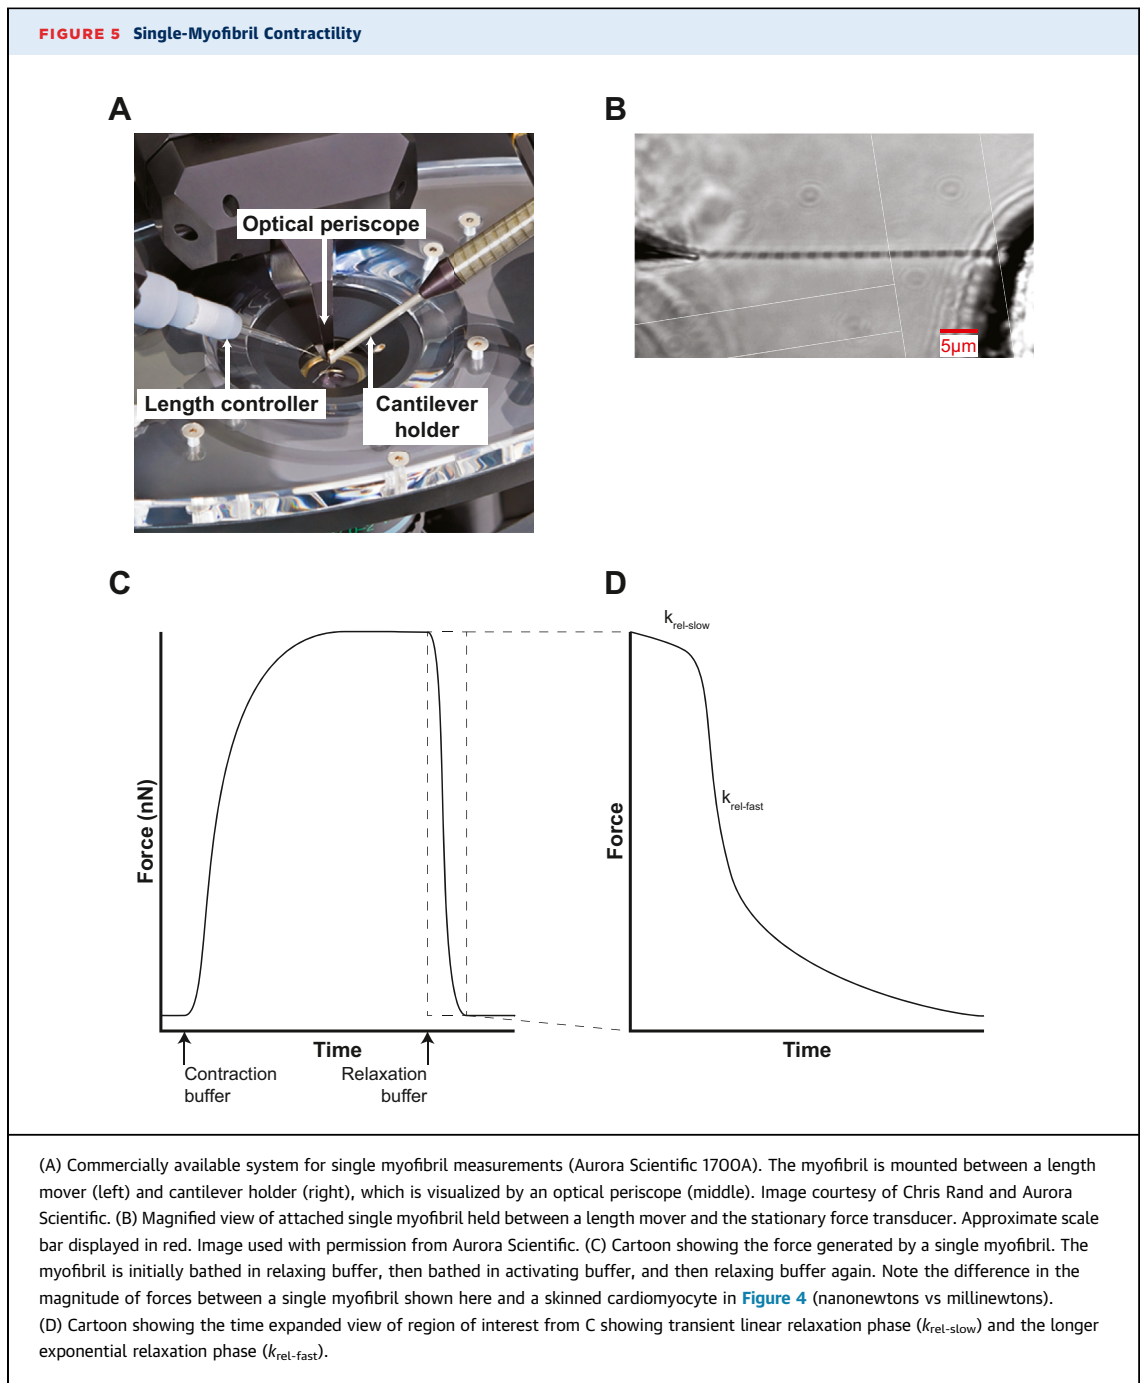 FIGURE 5 Single-Myofibril Contractility
A
B
Optical periscope
Length controller
Cantilever
holder
5µm
C
D
Force (nN)
Time
Contraction
buffer
Relaxation
buffer
k rel-slow
k rel-fast
Force
Time
(A) Commercially available system for single myofibril measurements (Aurora Scientific 1700A). The myofibril is mounted between a length
mover (left) and cantilever holder (right), which is visualized by an optical periscope (middle). Image courtesy of Chris Rand and Aurora
Scientific. (B) Magnified view of attached single myofibril held between a length mover and the stationary force transducer. Approximate scale
bar displayed in red. Image used with permission from Aurora Scientific. (C) Cartoon showing the force generated by a single myofibril. The
myofibril is initially bathed in relaxing buffer, then bathed in activating buffer, and then relaxing buffer again. Note the difference in the
magnitude of forces between a single myofibril shown here and a skinned cardiomyocyte in Figure 4 (nanonewtons vs millinewtons).
(D) Cartoon showing the time expanded view of region of interest from C showing transient linear relaxation phase (krel-slow) and the longer
exponential relaxation phase (krel-fast).